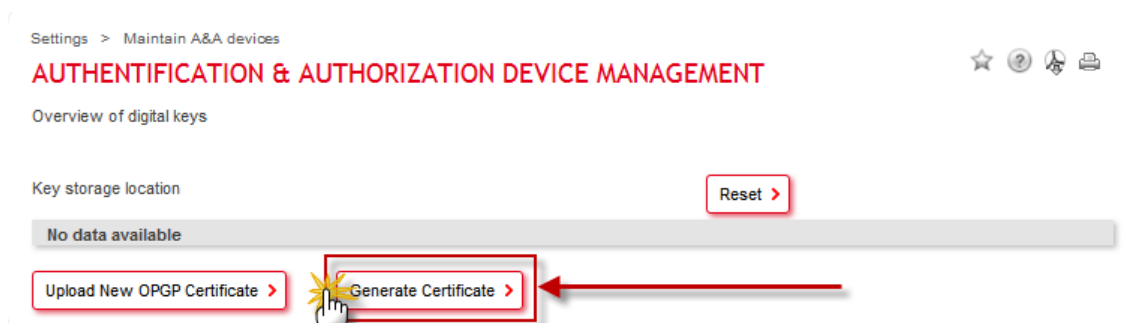 Settings > Maintain A&A devices
AUTHENTIFICATION & AUTHORIZATION DEVICE MANAGEMENT
Overview of digital keys
Key storage location
Reset >
No data available
Upload New OPGP Certificate > Generate Certificate >